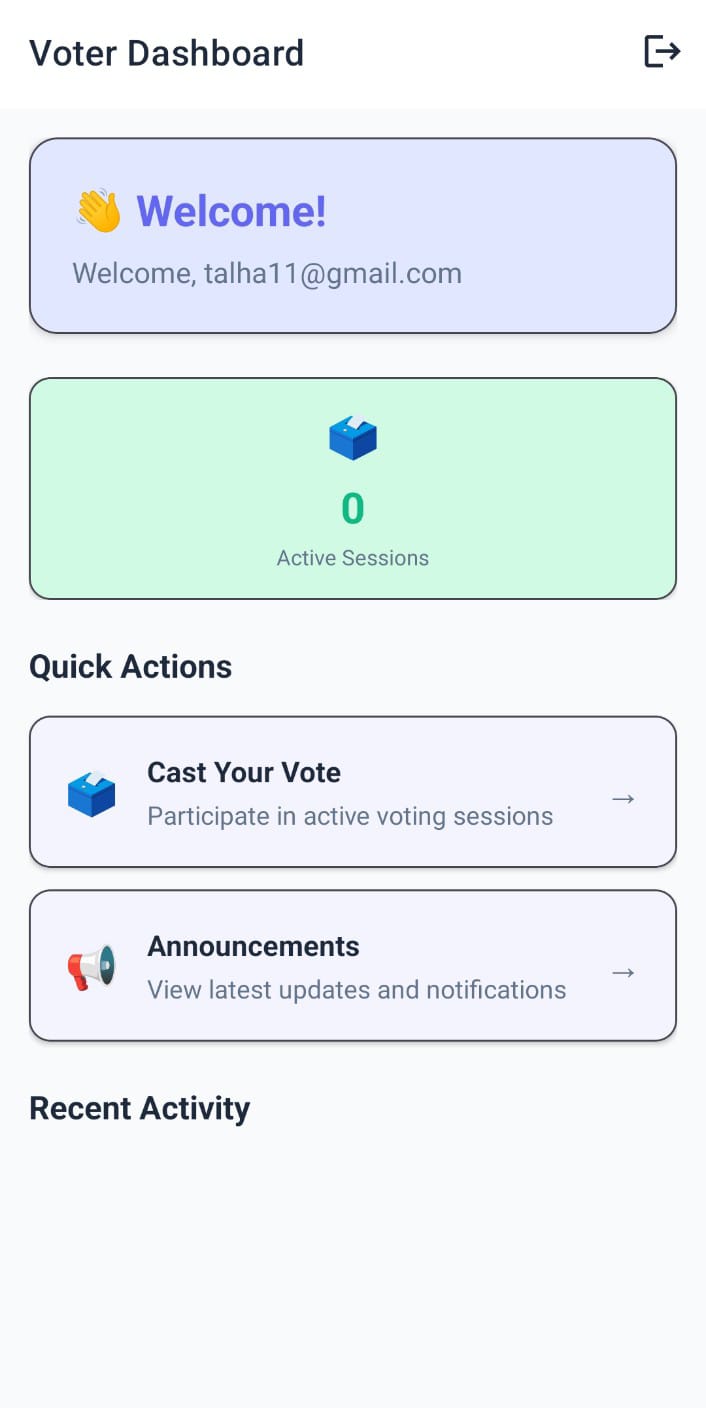 Voter Dashboard
👋 Welcome!
Welcome, talha11@gmail.com
0
Active Sessions
Quick Actions
Cast Your Vote
Participate in active voting sessions
→
Announcements
View latest updates and notifications
→
Recent Activity